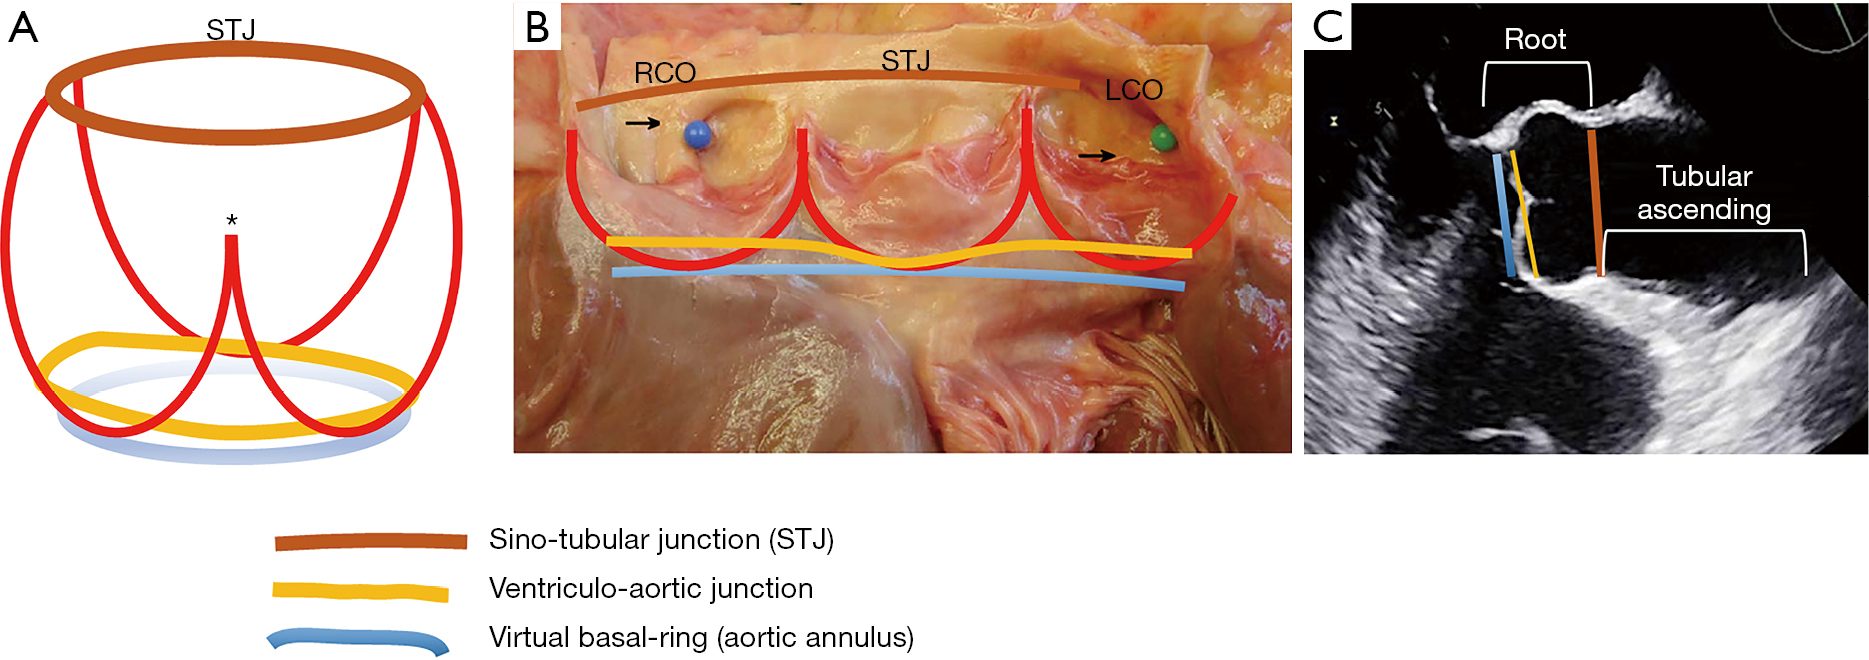 A
STJ
*
B
RCO
STJ
LCO
C
Root
5
Tubular
ascending
Sino-tubular junction (STJ)
Ventriculo-aortic junction
Virtual basal-ring (aortic annulus)